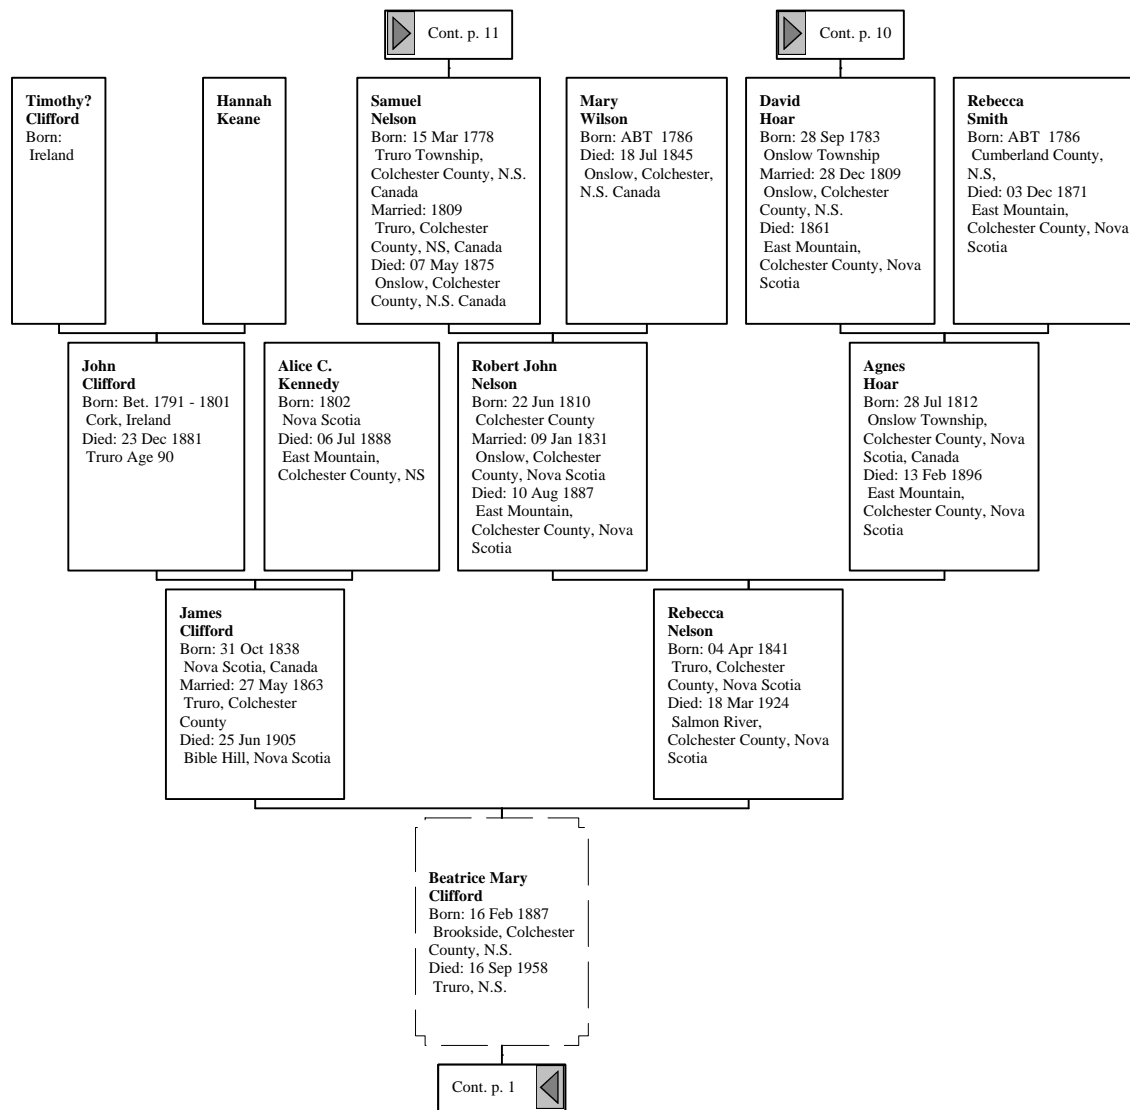 Cont. p. 11
Cont. p. 10
Timothy?
Clifford
Born:
Ireland
Hannah
Keane
Samuel
Nelson
Born: 15 Mar 1778
Truro Township,
Colchester County, N.S.
Canada
Married: 1809
Truro, Colchester
County, NS, Canada
Died: 07 May 1875
Onslow, Colchester
County, N.S. Canada
Mary
Wilson
Born: ABT 1786
Died: 18 Jul 1845
Onslow, Colchester,
N.S. Canada
David
Hoar
Born: 28 Sep 1783
Onslow Township
Married: 28 Dec 1809
Onslow, Colchester
County, N.S.
Died: 1861
East Mountain,
Colchester County, Nova
Scotia
Rebecca
Smith
Born: ABT 1786
Cumberland County,
N.S,
Died: 03 Dec 1871
East Mountain,
Colchester County, Nova
Scotia
John
Clifford
Born: Bet. 1791 - 1801
Cork, Ireland
Died: 23 Dec 1881
Truro Age 90
Alice C.
Kennedy
Born: 1802
Nova Scotia
Died: 06 Jul 1888
East Mountain,
Colchester County, NS
Robert John
Nelson
Born: 22 Jun 1810
Colchester County
Married: 09 Jan 1831
Onslow, Colchester
County, Nova Scotia
Died: 10 Aug 1887
East Mountain,
Colchester County, Nova
Scotia
Agnes
Hoar
Born: 28 Jul 1812
Onslow Township,
Colchester County, Nova
Scotia, Canada
Died: 13 Feb 1896
East Mountain,
Colchester County, Nova
Scotia
James
Clifford
Born: 31 Oct 1838
Nova Scotia, Canada
Married: 27 May 1863
Truro, Colchester
County
Died: 25 Jun 1905
Bible Hill, Nova Scotia
Rebecca
Nelson
Born: 04 Apr 1841
Truro, Colchester
County, Nova Scotia
Died: 18 Mar 1924
Salmon River,
Colchester County, Nova
Scotia
Beatrice Mary
Clifford
Born: 16 Feb 1887
Brookside, Colchester
County, N.S.
Died: 16 Sep 1958
Truro, N.S.
Cont. p. 1